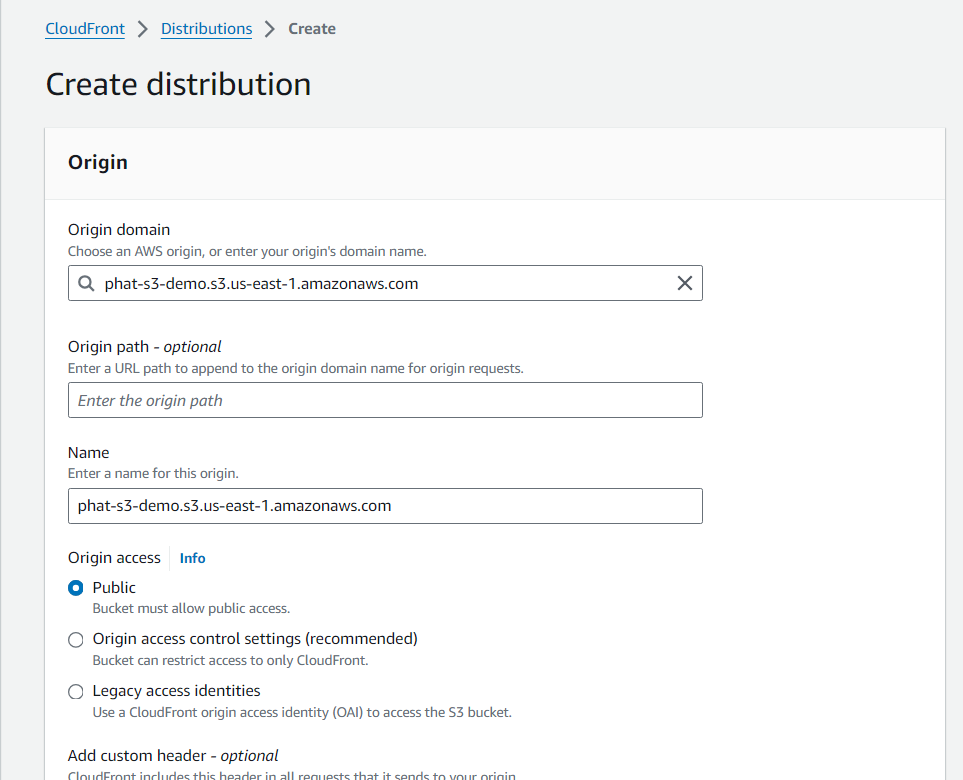 CloudFront > Distributions > Create
Create distribution
Origin
Origin domain
Choose an AWS origin, or enter your origin's domain name.
phat-s3-demo.s3.us-east-1.amazonaws.com
Origin path - optional
Enter a URL path to append to the origin domain name for origin requests.
Enter the origin path
Name
Enter a name for this origin.
phat-s3-demo.s3.us-east-1.amazonaws.com
Origin access Info
Public
Bucket must allow public access.
Origin access control settings (recommended)
Bucket can restrict access to only CloudFront.
Legacy access identities
Use a CloudFront origin access identity (OAI) to access the S3 bucket.
Add custom header - optional
CloudFront includes this header in all requests that it sends to your origin.